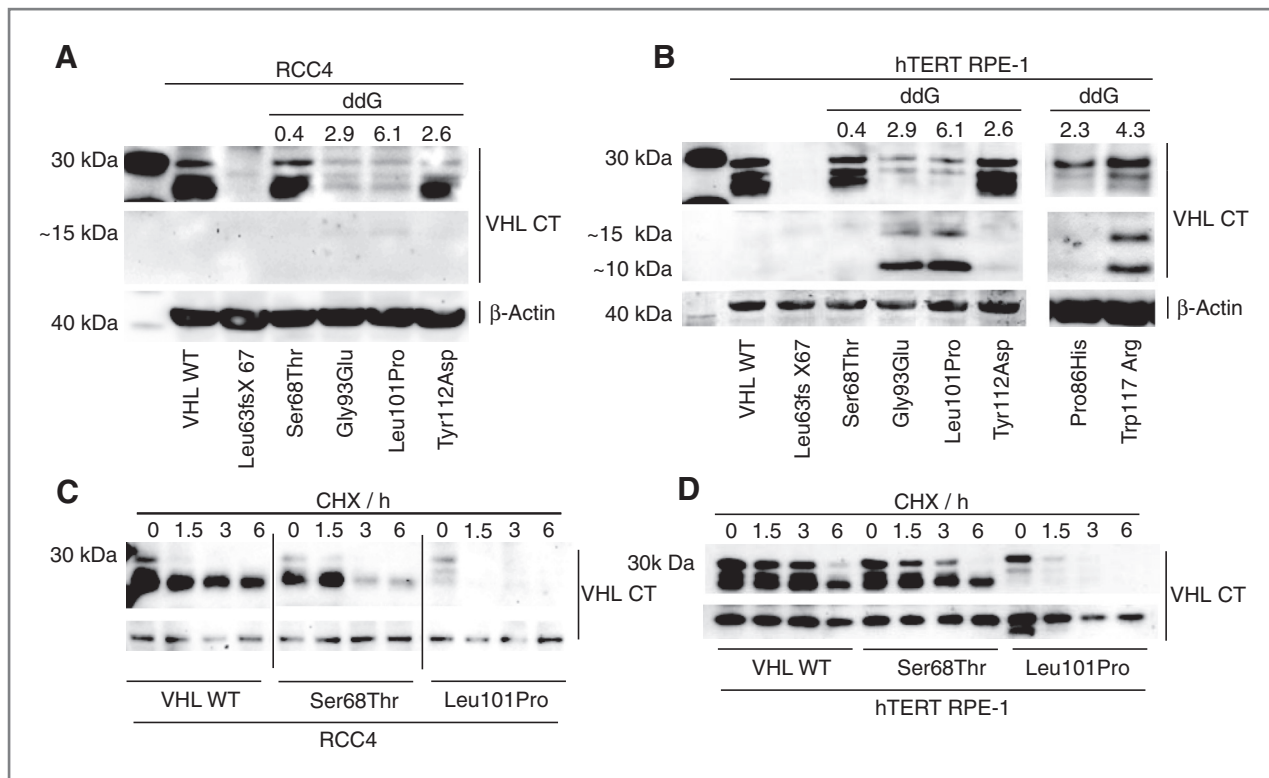 A
RCC4
ddG
0.4 2.9 6.1 2.6
30 kDa
~15 kDa
VHL CT
40 kDa
β-Actin
VHL WT
Leu63fsX 67
Ser68Thr
Gly93Glu
Leu101Pro
Tyr112Asp
B
hTERT RPE-1
ddG ddG
0.4 2.9 6.1 2.6 2.3 4.3
30 kDa
~15 kDa
VHL CT
~10 kDa
40 kDa
β-Actin
VHL WT
Leu63fs X67
Ser68Thr
Gly93Glu
Leu101Pro
Tyr112Asp
Pro86His
Trp117 Arg
C
CHX / h
0 1.5 3 6 0 1.5 3 6 0 1.5 3 6
30 kDa
VHL CT
VHL WT Ser68Thr Leu101Pro
RCC4
D
CHX / h
0 1.5 3 6 0 1.5 3 6 0 1.5 3 6
30k Da
VHL CT
VHL WT Ser68Thr Leu101Pro
hTERT RPE-1